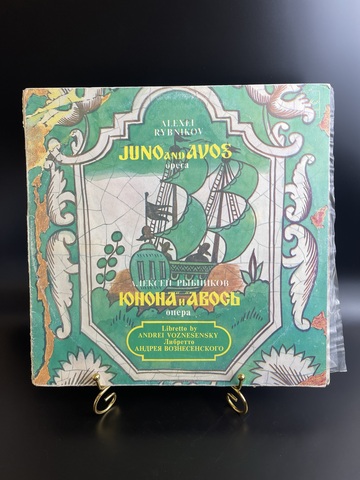 ALEXEI
RYBNIKOV
JUNO AND AVOS
opera
АЛЕКСЕЙ РЫБНИКОВ
ЮНОНА И АВОСЬ
опера
Libretto by
ANDREI VOZNESENSKY
Либретто
АНДРЕЯ ВОЗНЕСЕНСКОГО